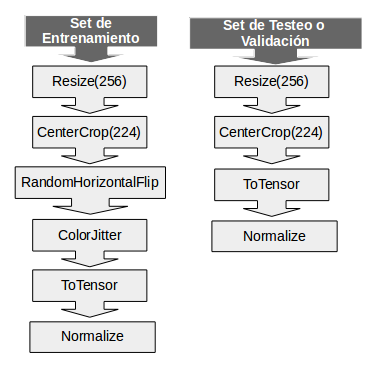 Set de
Entrenamiento
Resize(256)
CenterCrop(224)
RandomHorizontalFlip
ColorJitter
ToTensor
Normalize
Set de Testeo o
Validación
Resize(256)
CenterCrop(224)
ToTensor
Normalize